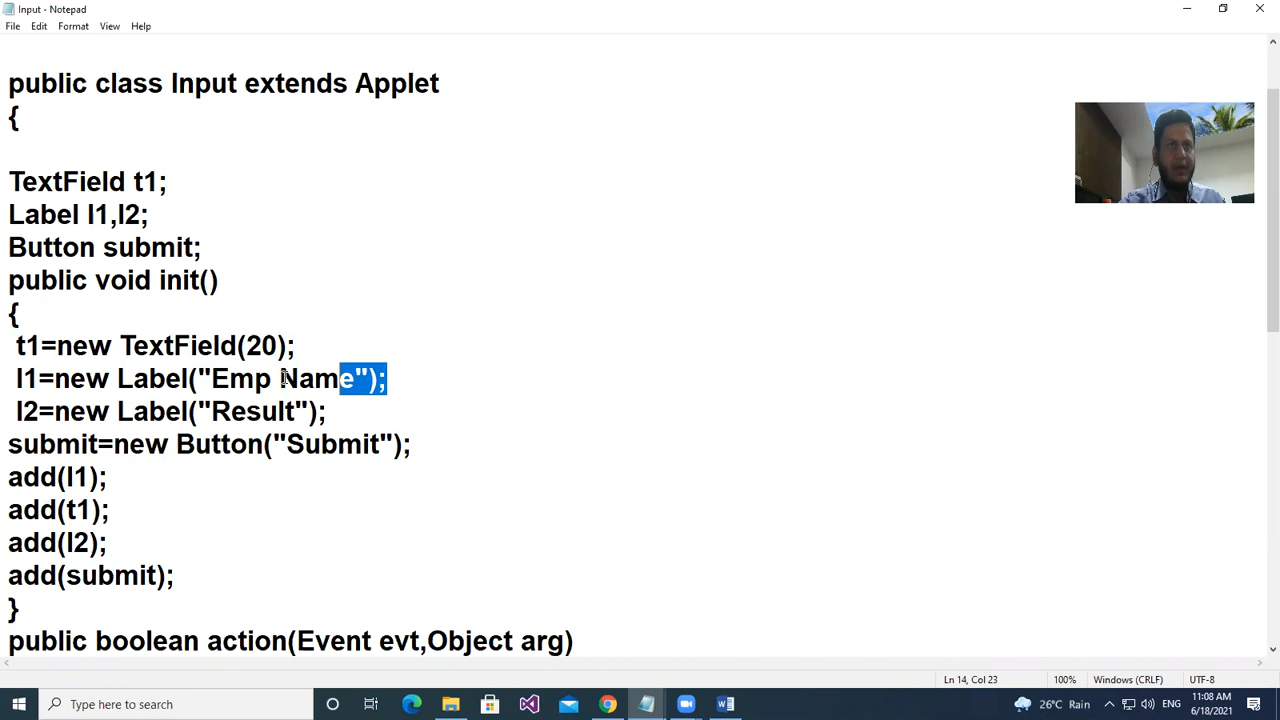 Input - Notepad
File Edit Format View Help
public class Input extends Applet
{
TextField t1;
Label l1,l2;
Button submit;
public void init()
{
t1=new TextField(20);
l1=new Label("Emp Name");
l2=new Label("Result");
submit=new Button("Submit");
add(l1);
add(t1);
add(l2);
add(submit);
}
public boolean action(Event evt,Object arg)
Ln 14, Col 23 100% Windows (CRLF) UTF-8
Type here to search
26°C Rain ENG
11:08 AM
6/18/2021